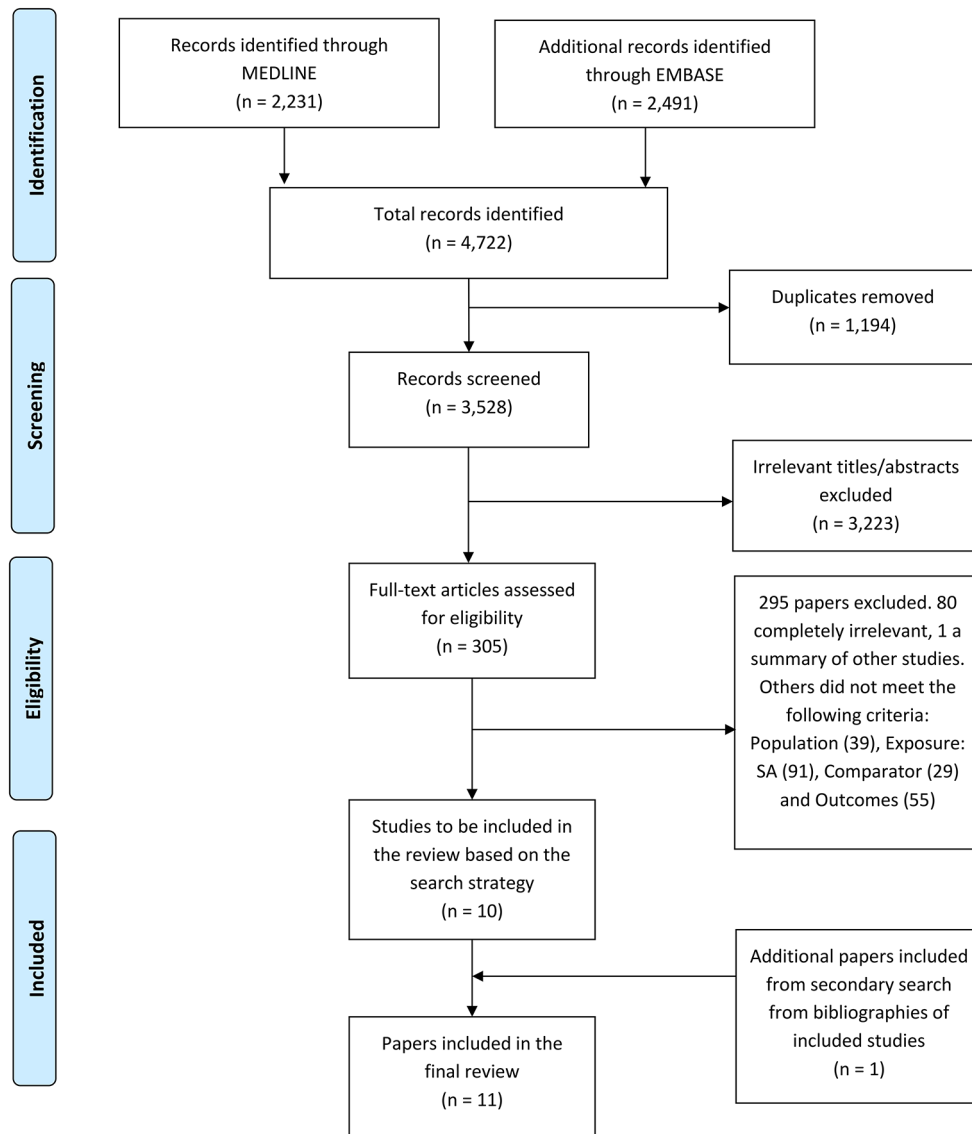 Identification
Records identified through
MEDLINE
(n = 2,231)
Additional records identified
through EMBASE
(n = 2,491)
Total records identified
(n = 4,722)
Screening
Duplicates removed
(n = 1,194)
Records screened
(n = 3,528)
Irrelevant titles/abstracts
excluded
(n = 3,223)
Eligibility
Full-text articles assessed
for eligibility
(n = 305)
295 papers excluded. 80
completely irrelevant, 1 a
summary of other studies.
Others did not meet the
following criteria:
Population (39), Exposure:
SA (91), Comparator (29)
and Outcomes (55)
Studies to be included in
the review based on the
search strategy
(n = 10)
Included
Additional papers included
from secondary search
from bibliographies of
included studies
(n = 1)
Papers included in the
final review
(n = 11)